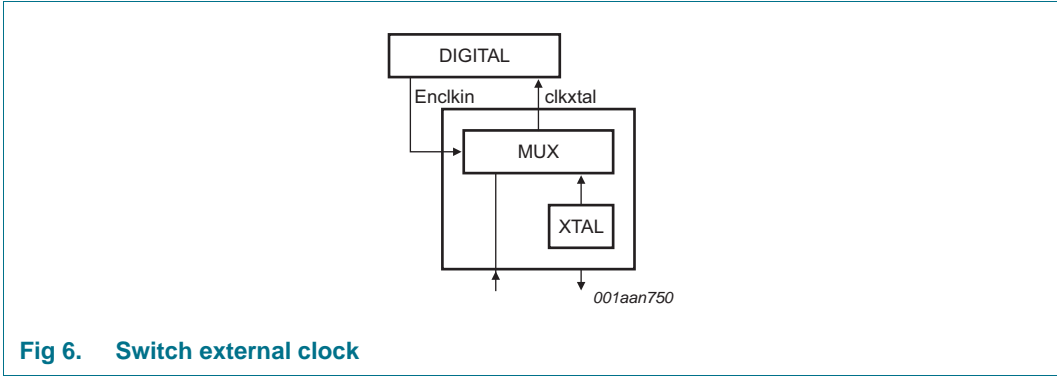 DIGITAL
Enclkin
clkxtal
MUX
XTAL
001aan750
Fig 6. Switch external clock